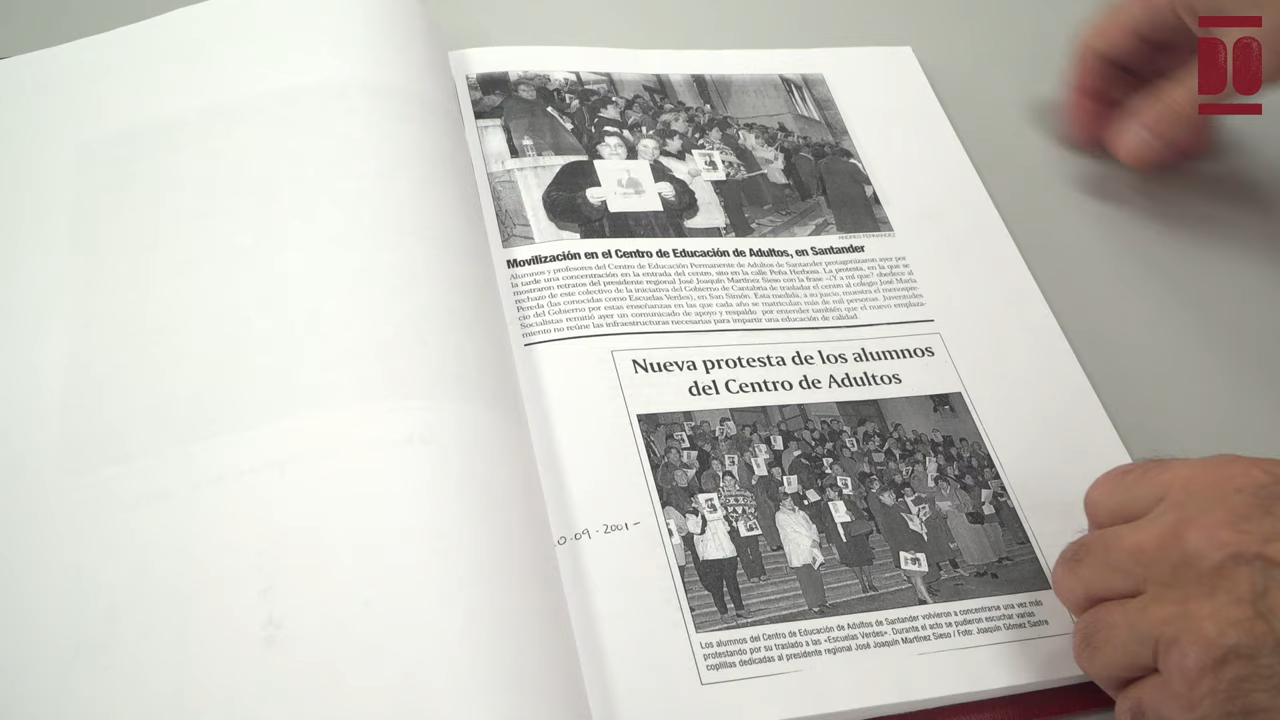 DO
ANDRÉS FERNÁNDEZ
Movilización en el Centro de Educación de Adultos, en Santander
Alumnos y profesores del Centro de Educación Permanente de Adultos de Santander protagonizaron ayer por
la tarde una concentración en la entrada del centro, sito en la calle Peña Herbosa. La protesta, en la que se
mostraron retratos del presidente regional José Joaquín Martínez Sieso con la frase «¿Y a mí que? obedece al
rechazo de este colectivo de la iniciativa del Gobierno de Cantabria de trasladar el centro al colegio José María
Pereda (las conocidas como Escuelas Verdes), en San Simón. Esta medida, a su juicio, muestra el menospre-
cio del Gobierno por estas enseñanzas en las que cada año se matriculan más de mil personas. Juventudes
Socialistas remitió ayer un comunicado de apoyo y respaldo por entender también que el nuevo emplaza-
miento no reúne las infraestructuras necesarias para impartir una educación de calidad.
Nueva protesta de los alumnos
del Centro de Adultos
0-09-2001-
Los alumnos del Centro de Educación de Adultos de Santander volvieron a concentrarse una vez más
protestando por su traslado a las «Escuelas Verdes». Durante el acto se pudieron escuchar varias
coplillas dedicadas al presidente regional José Joaquín Martínez Sieso / Foto: Joaquín Gómez Sastre